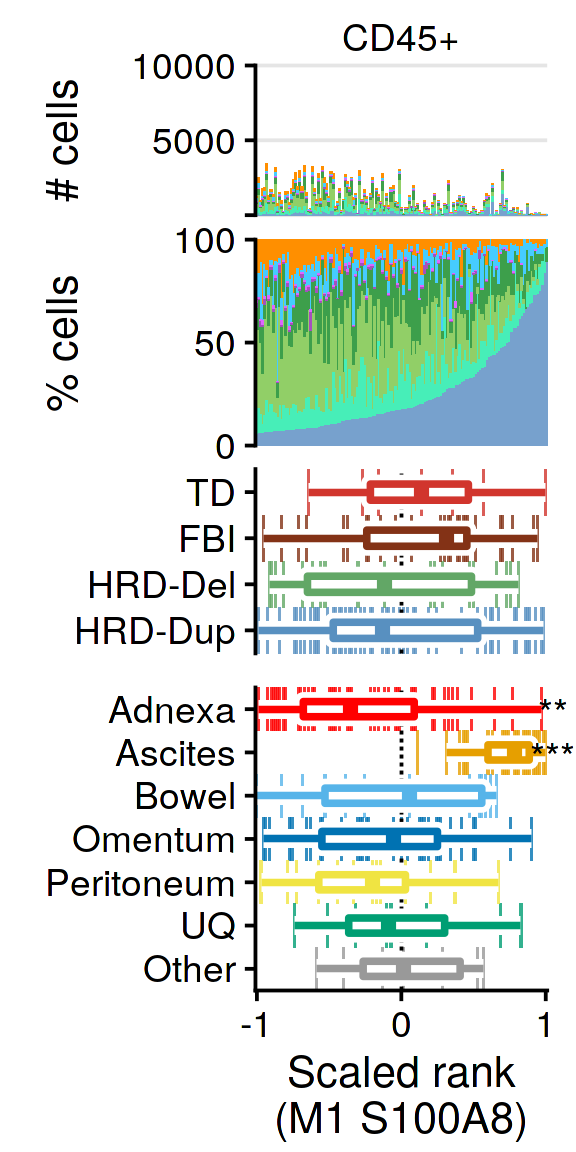 CD45+
10000
5000
# cells
100
50
0
% cells
TD
FBI
HRD-Del
HRD-Dup
Adnexa **
Ascites ***
Bowel
Omentum
Peritoneum
UQ
Other
-1 0 1
Scaled rank
(M1 S100A8)